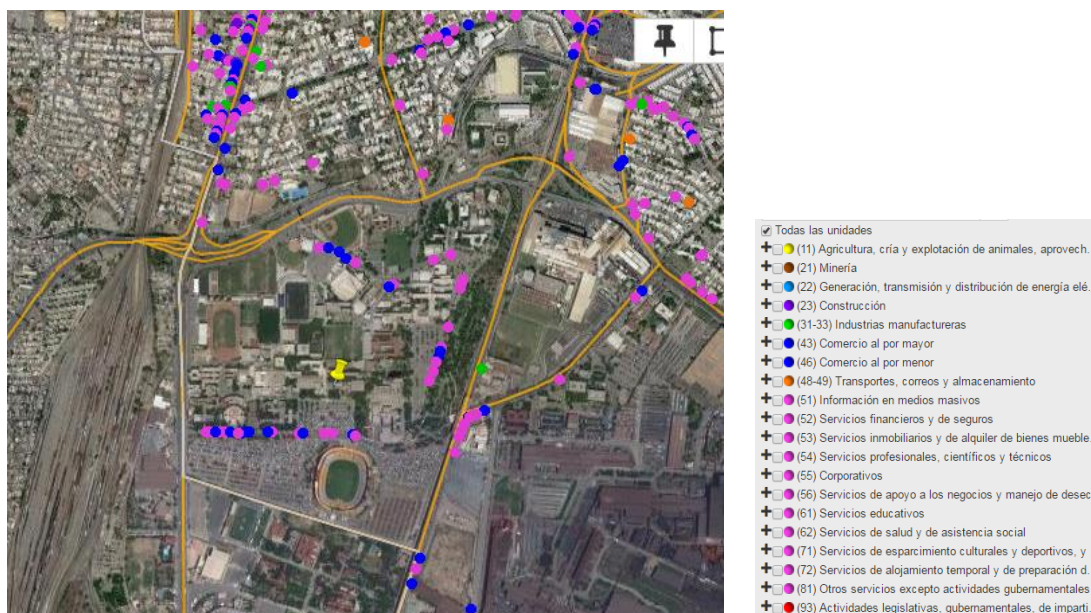 Todas las unidades
(11) Agricultura, cría y explotación de animales, aprovech.
(21) Minería
(22) Generación, transmisión y distribución de energía elé.
(23) Construcción
(31-33) Industrias manufactureras
(43) Comercio al por mayor
(46) Comercio al por menor
(48-49) Transportes, correos y almacenamiento
(51) Información en medios masivos
(52) Servicios financieros y de seguros
(53) Servicios inmobiliarios y de alquiler de bienes mueble
(54) Servicios profesionales, científicos y técnicos
(55) Corporativos
(56) Servicios de apoyo a los negocios y manejo de desec
(61) Servicios educativos
(62) Servicios de salud y de asistencia social
(71) Servicios de esparcimiento culturales y deportivos, y
(72) Servicios de alojamiento temporal y de preparación d.
(81) Otros servicios excepto actividades gubernamentales
(93) Actividades legislativas, gubernamentales, de imparti